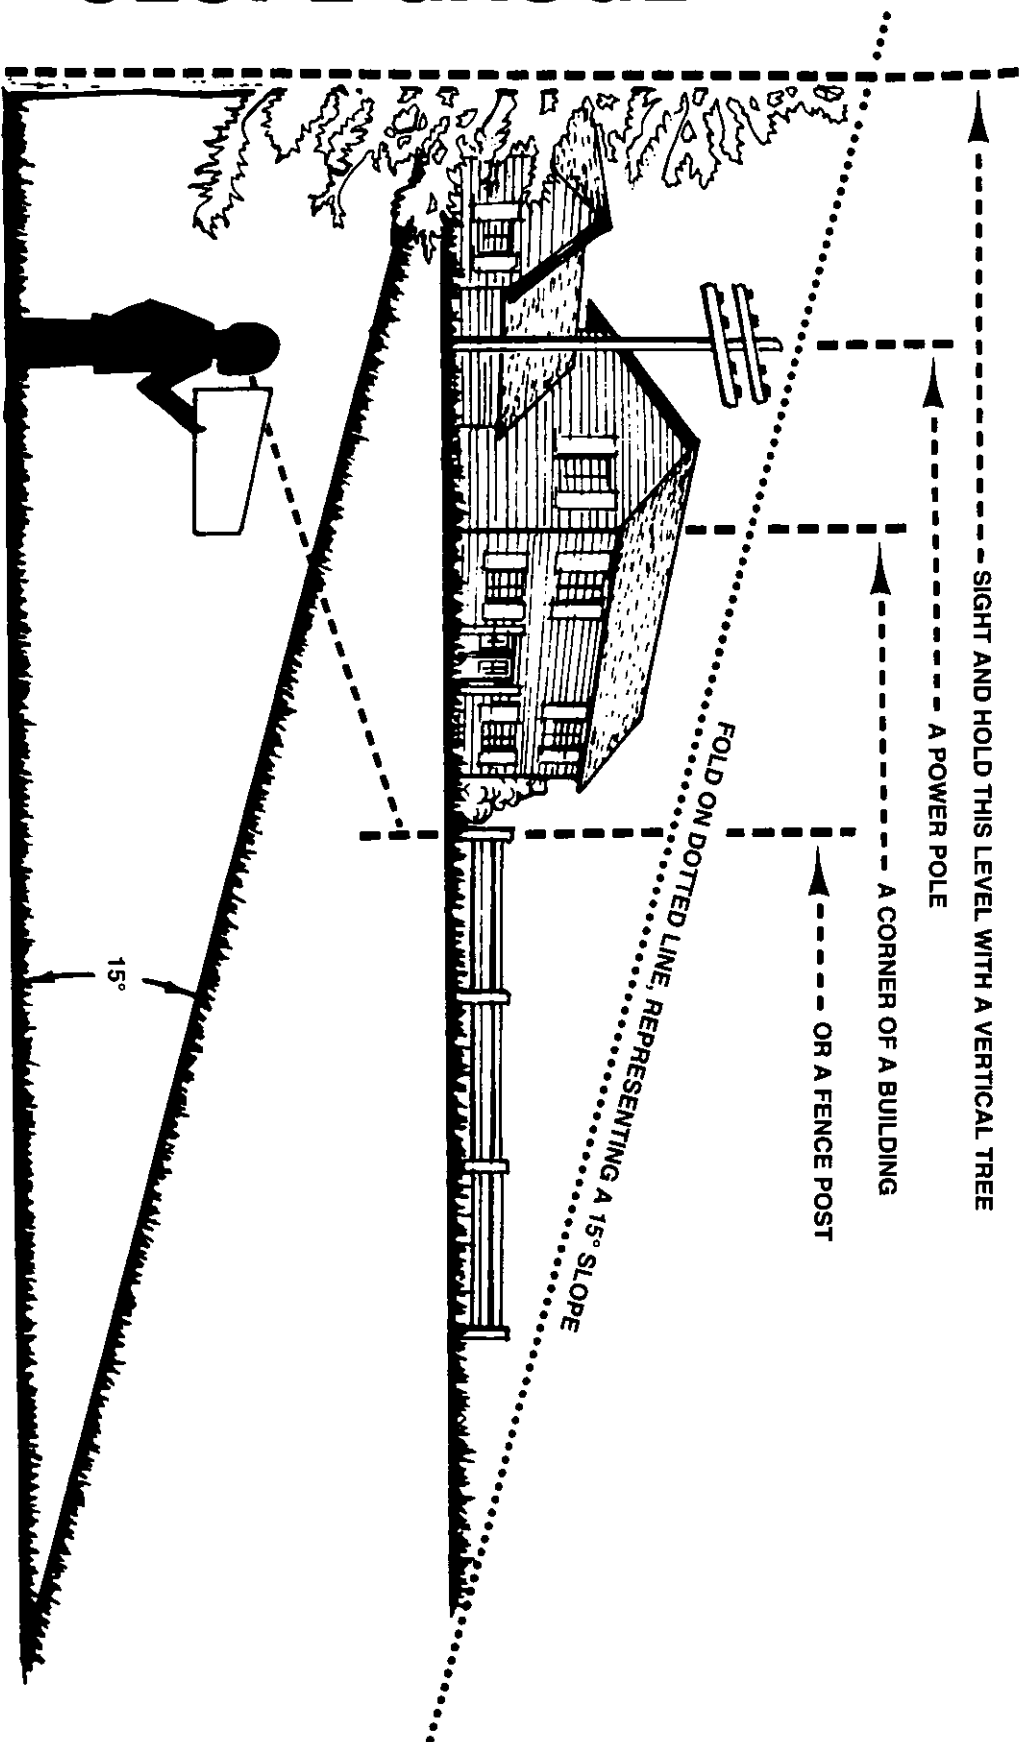 SIGHT AND HOLD THIS LEVEL WITH A VERTICAL TREE
A POWER POLE
A CORNER OF A BUILDING
OR A FENCE POST
FOLD ON DOTTED LINE, REPRESENTING A 15° SLOPE
15°